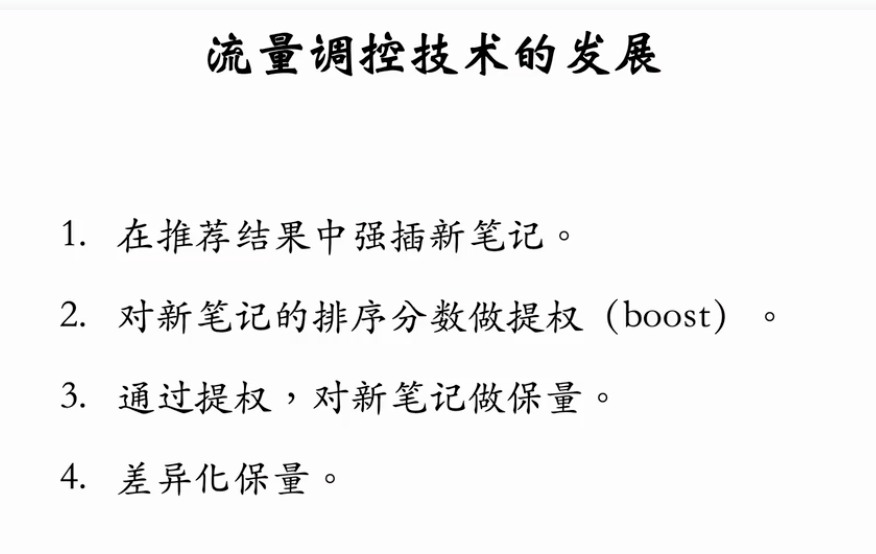 流量调控技术的发展
1. 在推荐结果中强插新笔记。
2. 对新笔记的排序分数做提权（boost）。
3. 通过提权，对新笔记做保量。
4. 差异化保量。